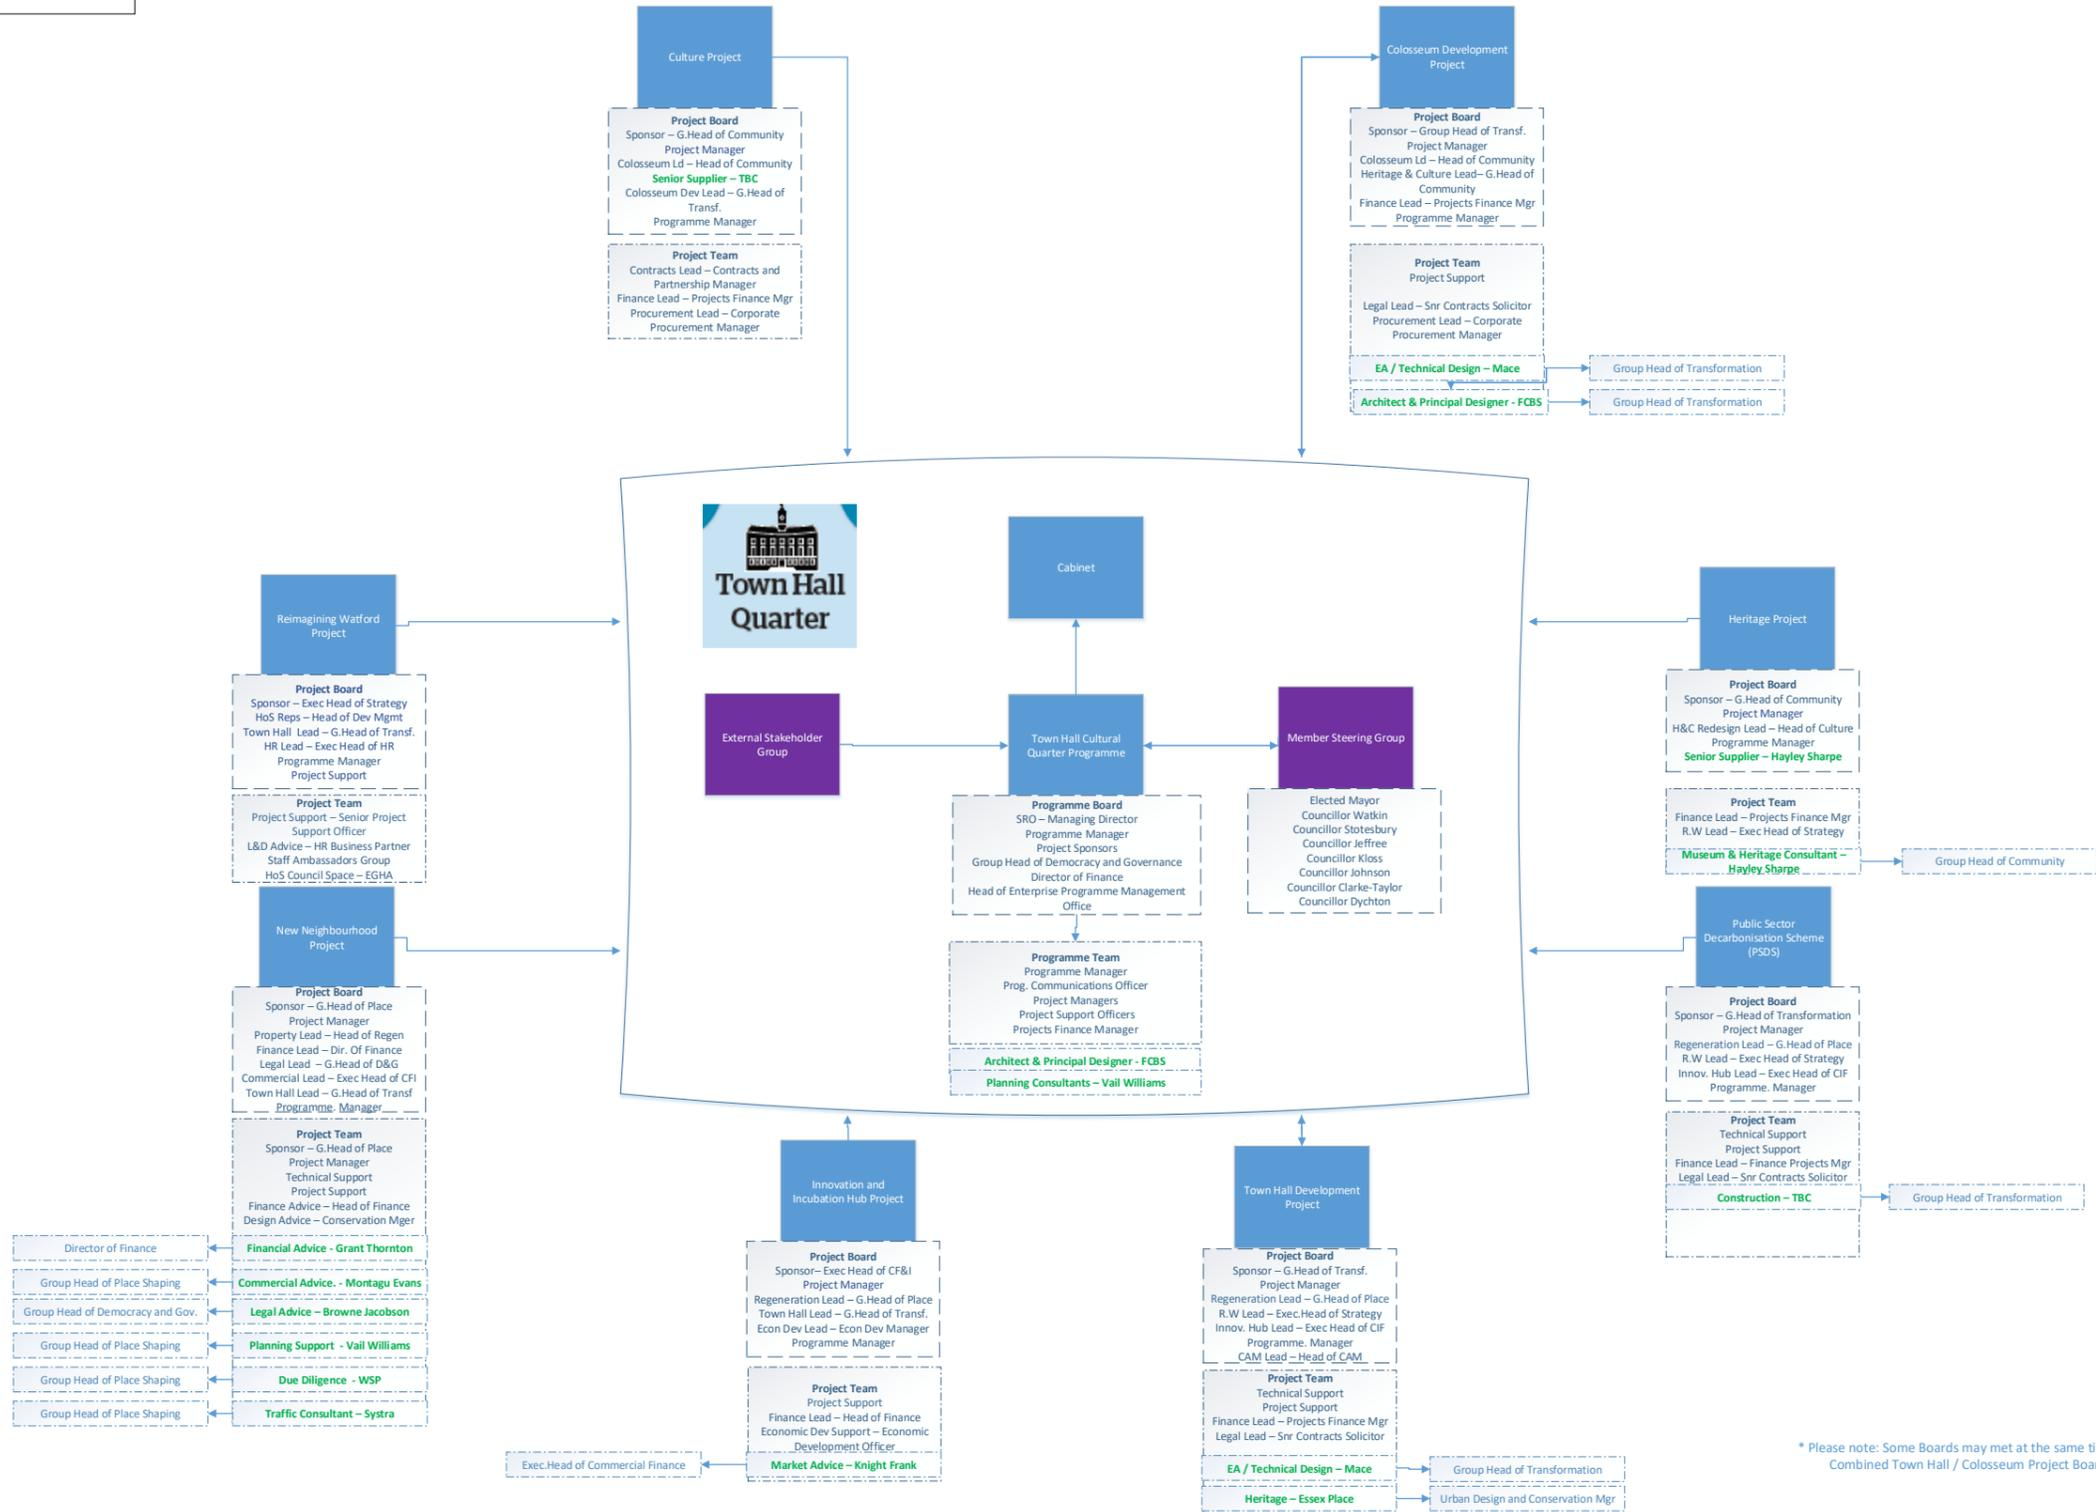 Culture Project
Project Board
Sponsor – G.Head of Community
Project Manager
Colosseum Ld – Head of Community
Senior Supplier – TBC
Colosseum Dev Lead – G.Head of
Transf.
Programme Manager
Project Team
Contracts Lead – Contracts and
Partnership Manager
Finance Lead – Projects Finance Mgr
Procurement Lead – Corporate
Procurement Manager
Colosseum Development
Project
Project Board
Sponsor – Group Head of Transf.
Project Manager
Colosseum Ld – Head of Community
Heritage & Culture Lead– G.Head of
Community
Finance Lead – Projects Finance Mgr
Programme Manager
Project Team
Project Support
Legal Lead – Snr Contracts Solicitor
Procurement Lead – Corporate
Procurement Manager
EA / Technical Design – Mace
Group Head of Transformation
Architect & Principal Designer - FCBS
Group Head of Transformation
Town Hall
Quarter
Cabinet
External Stakeholder
Group
Town Hall Cultural
Quarter Programme
Member Steering Group
Programme Board
SRO – Managing Director
Programme Manager
Project Sponsors
Group Head of Democracy and Governance
Director of Finance
Head of Enterprise Programme Management
Office
Elected Mayor
Councillor Watkin
Councillor Stotesbury
Councillor Jeffree
Councillor Kloss
Councillor Johnson
Councillor Clarke-Taylor
Councillor Dychton
Programme Team
Programme Manager
Prog. Communications Officer
Project Managers
Project Support Officers
Projects Finance Manager
Architect & Principal Designer - FCBS
Planning Consultants – Vail Williams
Reimagining Watford
Project
Project Board
Sponsor – Exec Head of Strategy
HoS Reps – Head of Dev Mgmt
Town Hall  Lead – G.Head of Transf.
HR Lead – Exec Head of HR
Programme Manager
Project Support
Project Team
Project Support – Senior Project
Support Officer
L&D Advice – HR Business Partner
Staff Ambassadors Group
HoS Council Space – EGHA
New Neighbourhood
Project
Project Board
Sponsor – G.Head of Place
Project Manager
Property Lead – Head of Regen
Finance Lead – Dir. Of Finance
Legal Lead  – G.Head of D&G
Commercial Lead – Exec Head of CFI
Town Hall Lead – G.Head of Transf
Programme. Manager
Project Team
Sponsor – G.Head of Place
Project Manager
Technical Support
Project Support
Finance Advice – Head of Finance
Design Advice – Conservation Mger
Director of Finance
Financial Advice - Grant Thornton
Group Head of Place Shaping
Commercial Advice. - Montagu Evans
Group Head of Democracy and Gov.
Legal Advice – Browne Jacobson
Group Head of Place Shaping
Planning Support  - Vail Williams
Group Head of Place Shaping
Due Diligence  - WSP
Group Head of Place Shaping
Traffic Consultant – Systra
Innovation and
Incubation Hub Project
Project Board
Sponsor– Exec Head of CF&I
Project Manager
Regeneration Lead – G.Head of Place
Town Hall Lead – G.Head of Transf.
Econ Dev Lead – Econ Dev Manager
Programme Manager
Project Team
Project Support
Finance Lead – Head of Finance
Economic Dev Support – Economic
Development Officer
Exec.Head of Commercial Finance
Market Advice – Knight Frank
Town Hall Development
Project
Project Board
Sponsor – G.Head of Transf.
Project Manager
Regeneration Lead – G.Head of Place
R.W Lead – Exec.Head of Strategy
Innov. Hub Lead – Exec Head of CIF
Programme. Manager
CAM Lead – Head of CAM
Project Team
Technical Support
Project Support
Finance Lead – Projects Finance Mgr
Legal Lead – Snr Contracts Solicitor
EA / Technical Design – Mace
Group Head of Transformation
Heritage – Essex Place
Urban Design and Conservation Mgr
Heritage Project
Project Board
Sponsor – G.Head of Community
Project Manager
H&C Redesign Lead – Head of Culture
Programme Manager
Senior Supplier – Hayley Sharpe
Project Team
Finance Lead – Projects Finance Mgr
R.W Lead – Exec Head of Strategy
Museum & Heritage Consultant –
Hayley Sharpe
Group Head of Community
Public Sector
Decarbonisation Scheme
(PSDS)
Project Board
Sponsor – G.Head of Transformation
Project Manager
Regeneration Lead – G.Head of Place
R.W Lead – Exec Head of Strategy
Innov. Hub Lead – Exec Head of CIF
Programme. Manager
Project Team
Technical Support
Project Support
Finance Lead – Finance Projects Mgr
Legal Lead – Snr Contracts Solicitor
Construction – TBC
Group Head of Transformation
* Please note: Some Boards may met at the same
Combined Town Hall / Colosseum Project